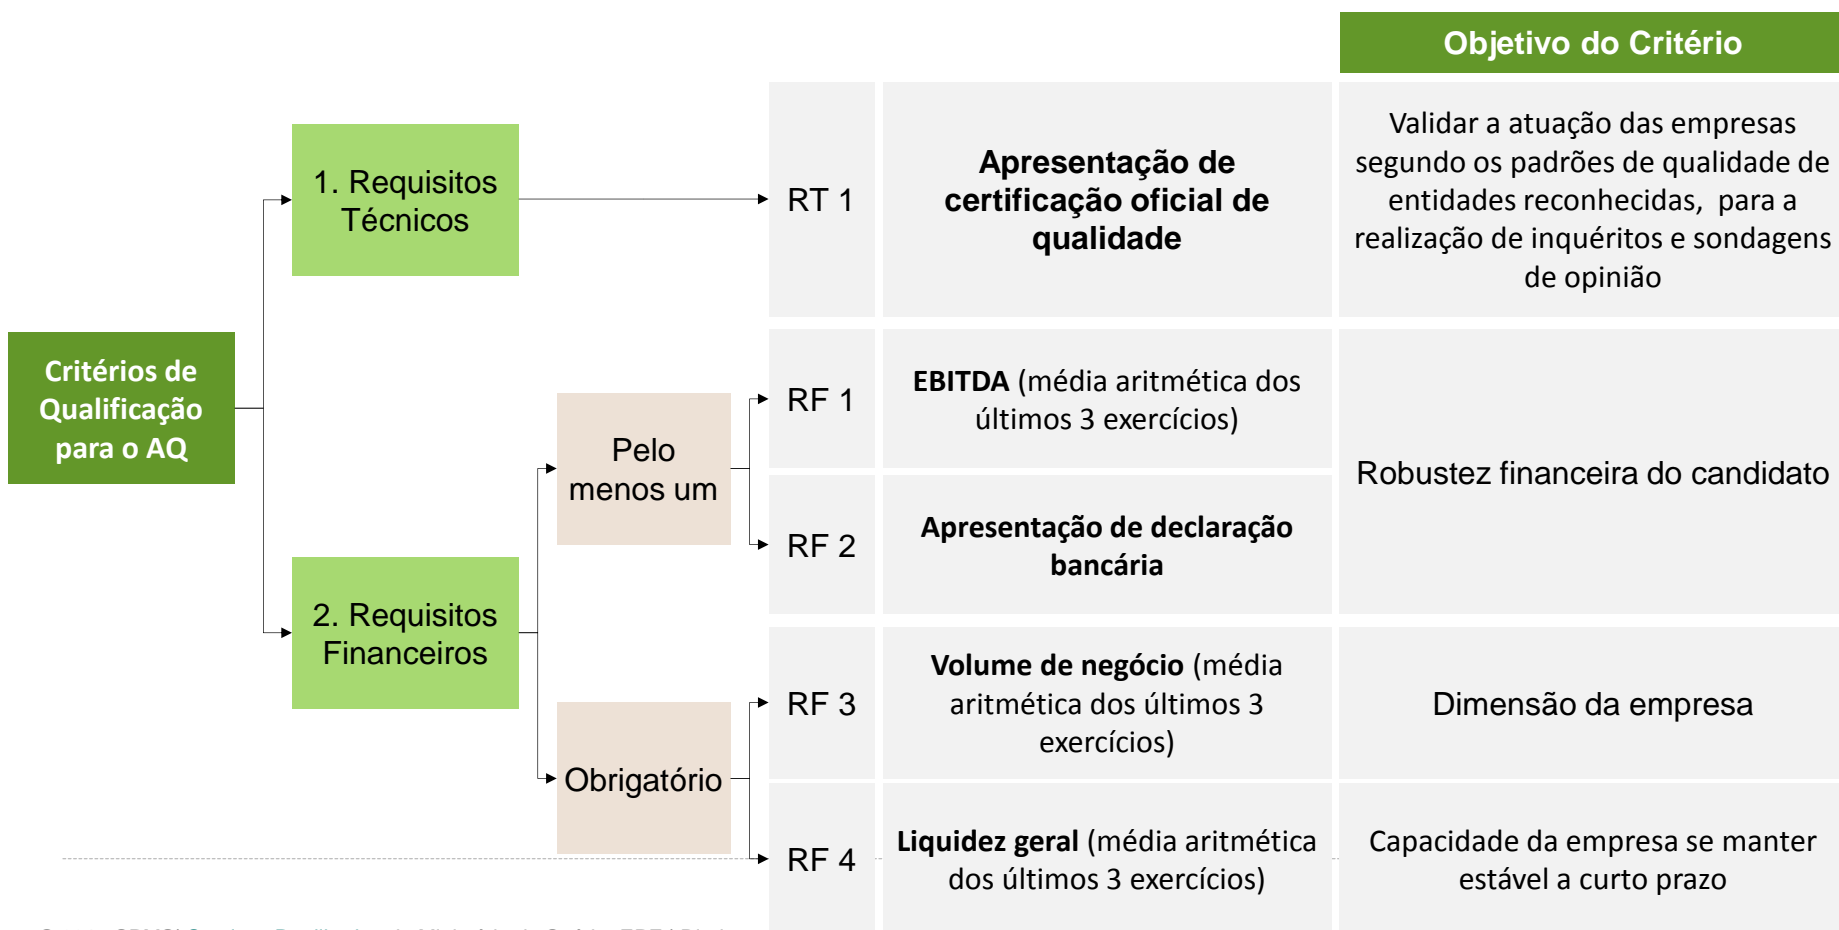 Objetivo do Critério
1. Requisitos
Técnicos
RT 1
Apresentação de
certificação oficial de
qualidade
Validar a atuação das empresas
segundo os padrões de qualidade de
entidades reconhecidas, para a
realização de inquéritos e sondagens
de opinião
Critérios de
Qualificação
para o AQ
2. Requisitos
Financeiros
Pelo
menos um
RF 1
EBITDA (média aritmética dos
últimos 3 exercícios)
RF 2
Apresentação de declaração
bancária
Robustez financeira do candidato
Obrigatório
RF 3
Volume de negócio (média
aritmética dos últimos 3
exercícios)
Dimensão da empresa
RF 4
Liquidez geral (média aritmética
dos últimos 3 exercícios)
Capacidade da empresa se manter
estável a curto prazo